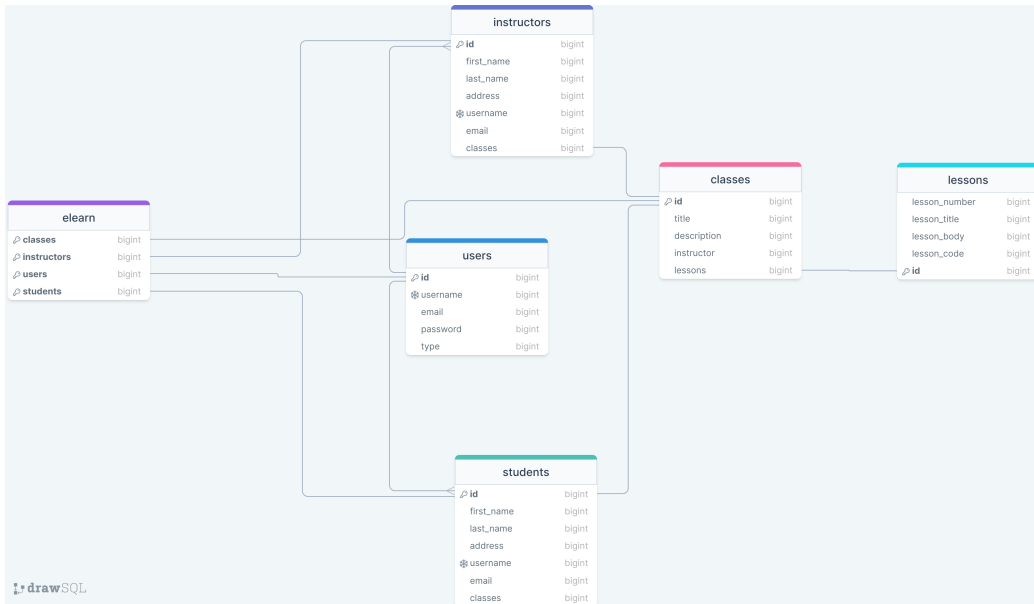 instructors
id bigint
first_name bigint
last_name bigint
address bigint
username bigint
email bigint
classes bigint
elearn
classes bigint
instructors bigint
users bigint
students bigint
users
id bigint
username bigint
email bigint
password bigint
type bigint
classes
id bigint
title bigint
description bigint
instructor bigint
lessons bigint
lessons
lesson_number bigint
lesson_title bigint
lesson_body bigint
lesson_code bigint
id bigint
students
id bigint
first_name bigint
last_name bigint
address bigint
username bigint
email bigint
classes bigint
drawSQL